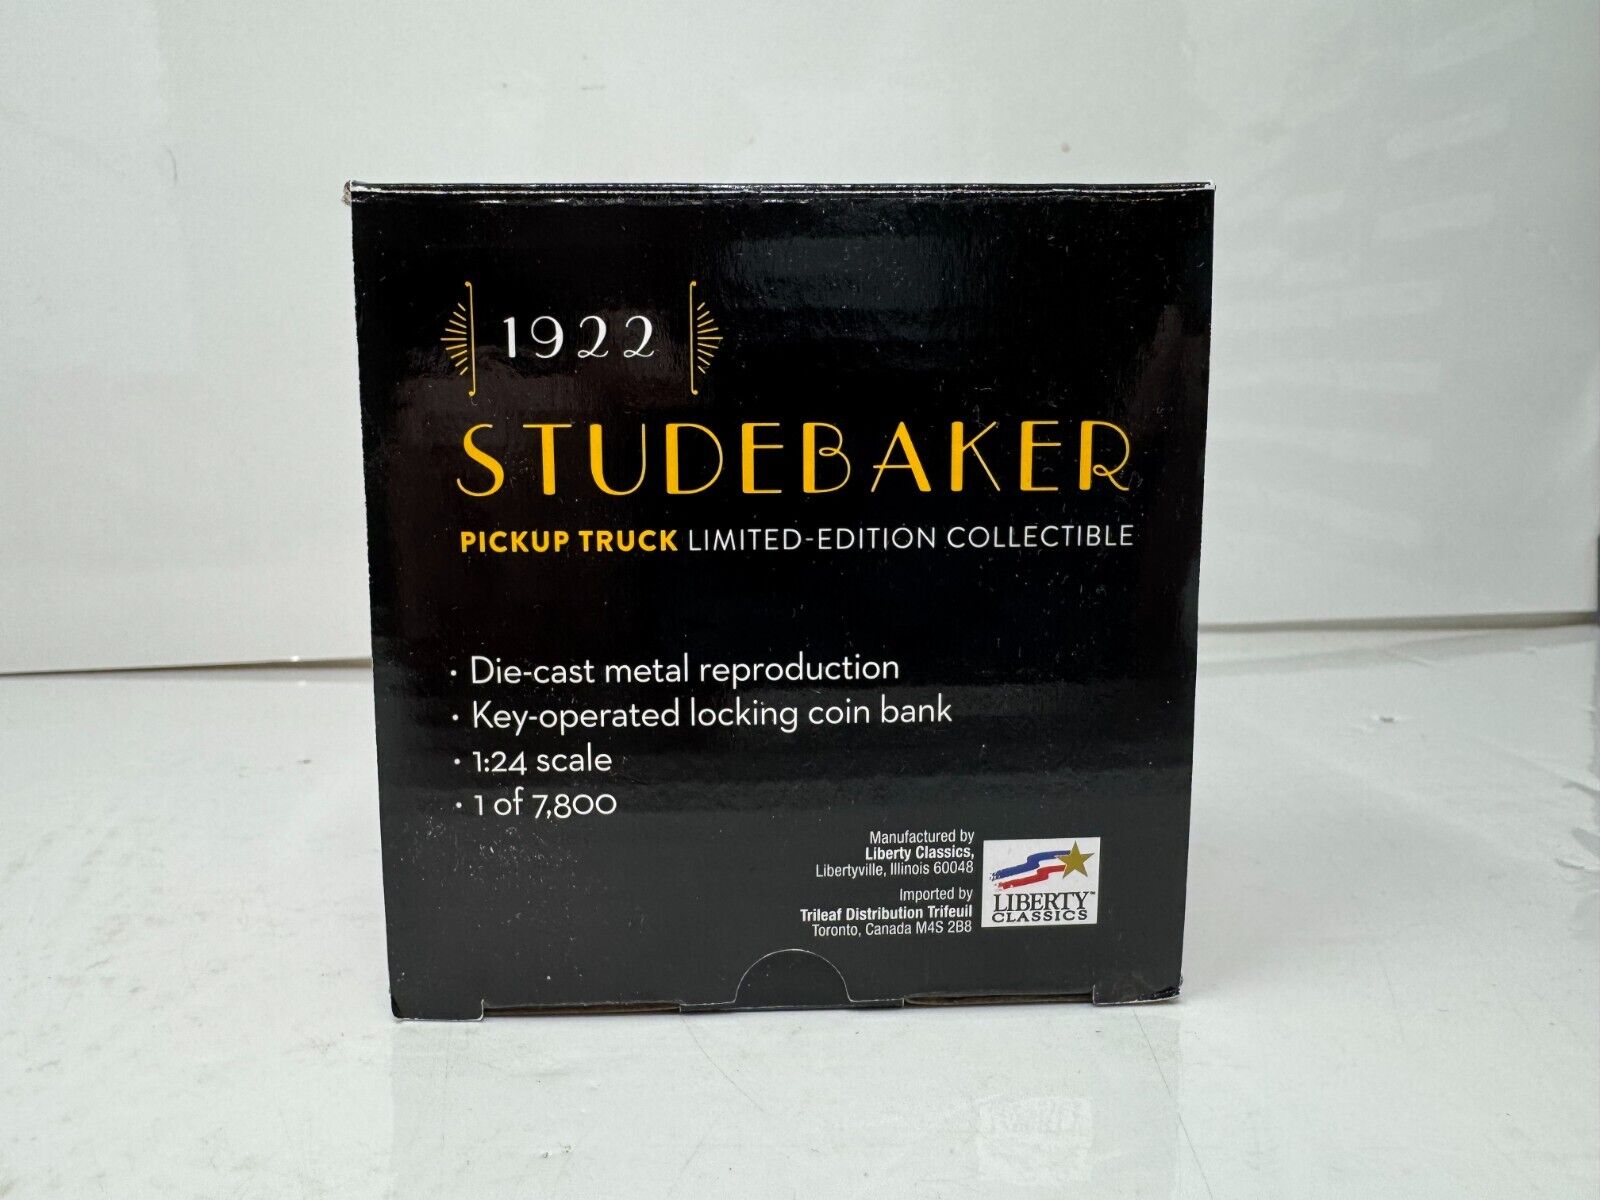 1922
STUDEBAKER
PICKUP TRUCK LIMITED-EDITION COLLECTIBLE
• Die-cast metal reproduction
• Key-operated locking coin bank
• 1:24 scale
• 1 of 7,800
Manufactured by
Liberty Classics,
Libertyville, Illinois 60048
Imported by
Trileaf Distribution Trifeuil
Toronto, Canada M4S 2B8
LIBERTY™
CLASSICS